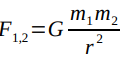 F₁,₂ = G m₁m₂ / r²